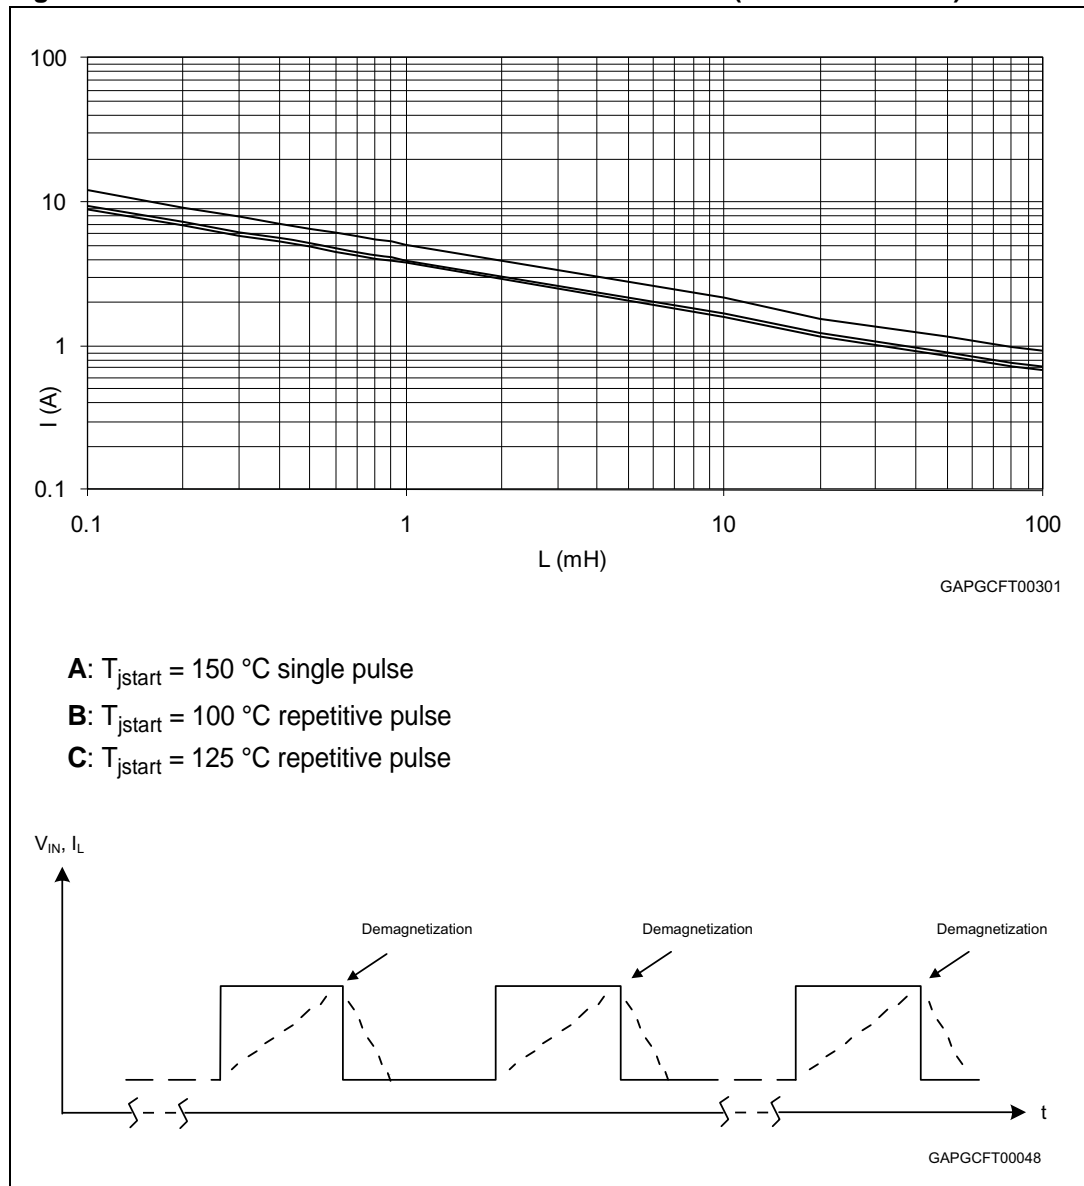 100
10
1
0.1
I (A)
0.1 1 10 100
L (mH)
GAPGCFT00301
A: Tjstart = 150 °C single pulse
B: Tjstart = 100 °C repetitive pulse
C: Tjstart = 125 °C repetitive pulse
VIN, IL
Demagnetization Demagnetization Demagnetization
t
GAPGCFT00048